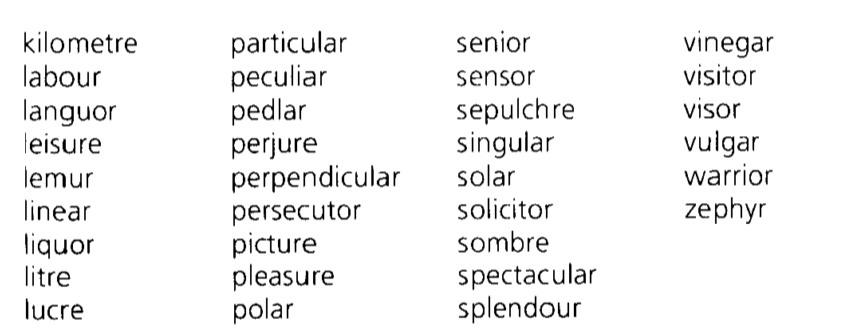 kilometre particular senior vinegar
labour peculiar sensor visitor
languor pedlar sepulchre visor
leisure perjure singular vulgar
lemur perpendicular solar warrior
linear persecutor solicitor zephyr
liquor picture sombre
litre pleasure spectacular
lucre polar splendour